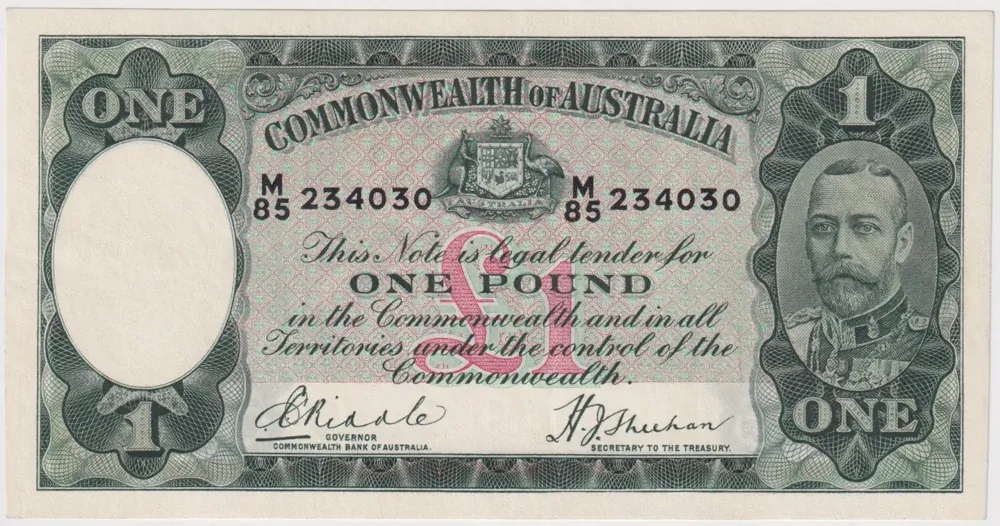 ONE
1
COMMONWEALTH OF AUSTRALIA
M/85 234030 M/85 234030
AUSTRALIA
This Note is legal tender for
ONE POUND
in the Commonwealth and in all
Territories under the control of the
Commonwealth.
£1
ECRiddle H.J.Sheehan
GOVERNOR
COMMONWEALTH BANK OF AUSTRALIA.
SECRETARY TO THE TREASURY.
1
ONE